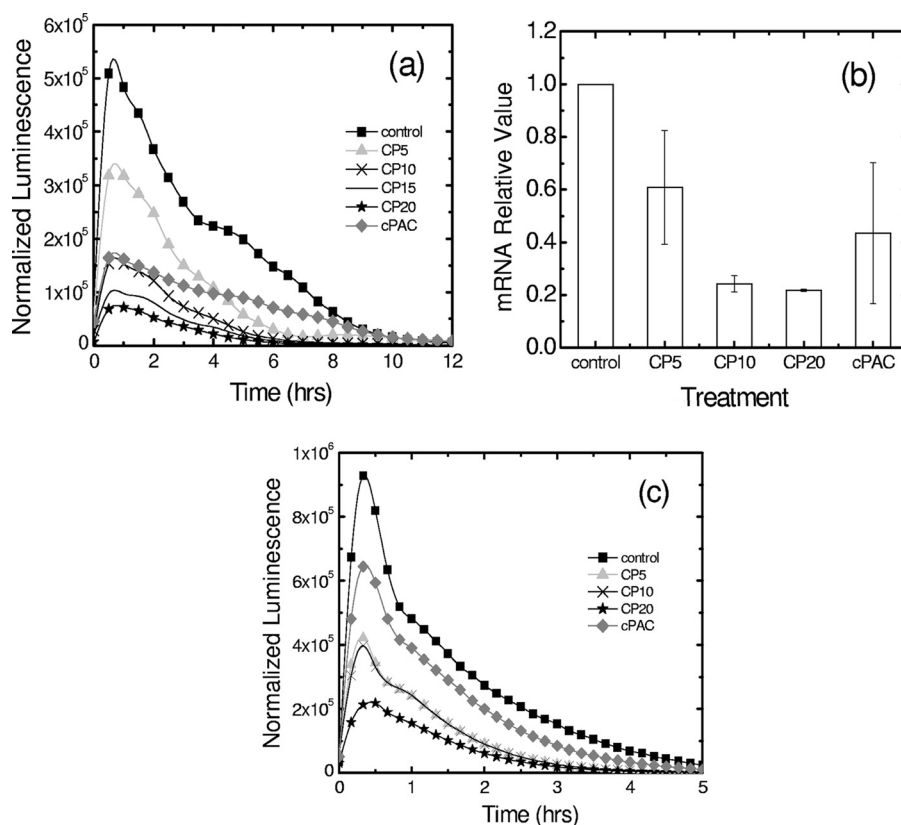 (a)
Normalized Luminescence
6x10⁵
5x10⁵
4x10⁵
3x10⁵
2x10⁵
1x10⁵
0
0 2 4 6 8 10 12
Time (hrs)
control
CP5
CP10
CP15
CP20
cPAC
(b)
mRNA Relative Value
1.2
1.0
0.8
0.6
0.4
0.2
0.0
control CP5 CP10 CP20 cPAC
Treatment
(c)
Normalized Luminescence
1x10⁶
8x10⁵
6x10⁵
4x10⁵
2x10⁵
0
0 1 2 3 4 5
Time (hrs)
control
CP5
CP10
CP20
cPAC